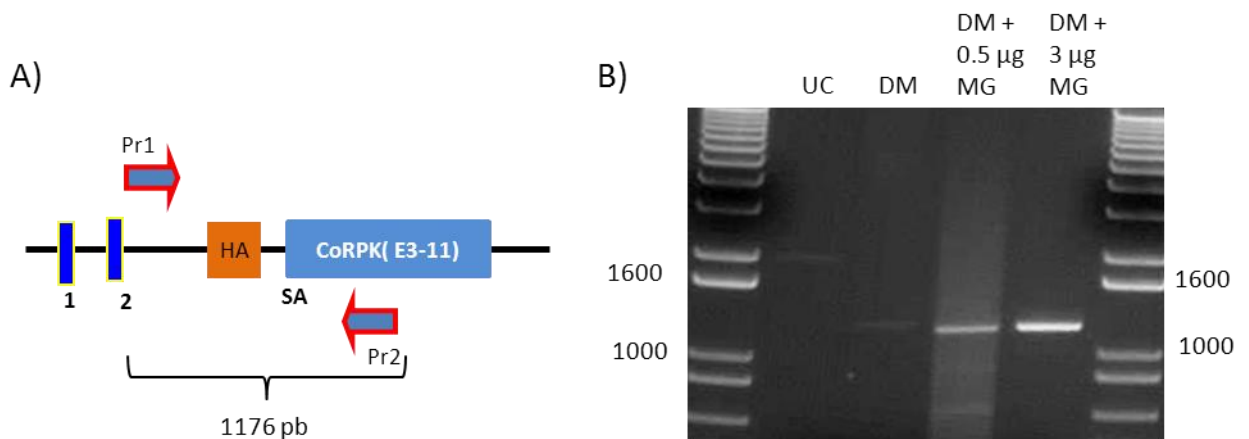 A)
Pr1
HA
CoRPK( E3-11)
1
2
SA
Pr2
1176 pb
B)
UC
DM
DM +
0.5 µg
MG
DM +
3 µg
MG
1600
1000
1600
1000